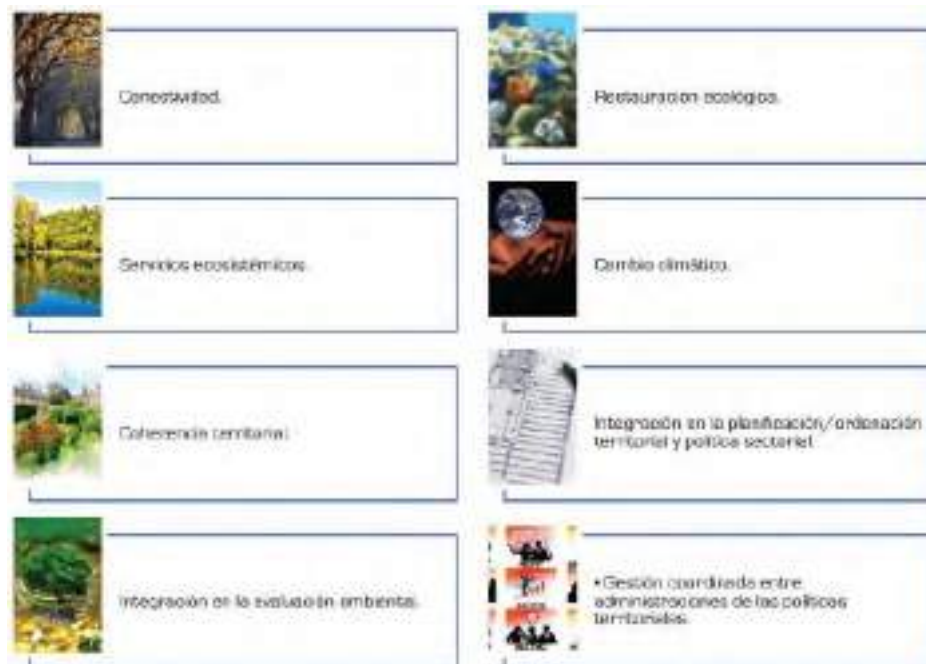 Conectividad.
Restauración ecológica.
Servicios ecosistémicos.
Cambio climático.
Coherencia territorial.
Integración en la planificación/ordenación
territorial y política sectorial.
Integración en la evaluación ambiental.
•Gestión coordinada entre
administraciones de las políticas
territoriales.